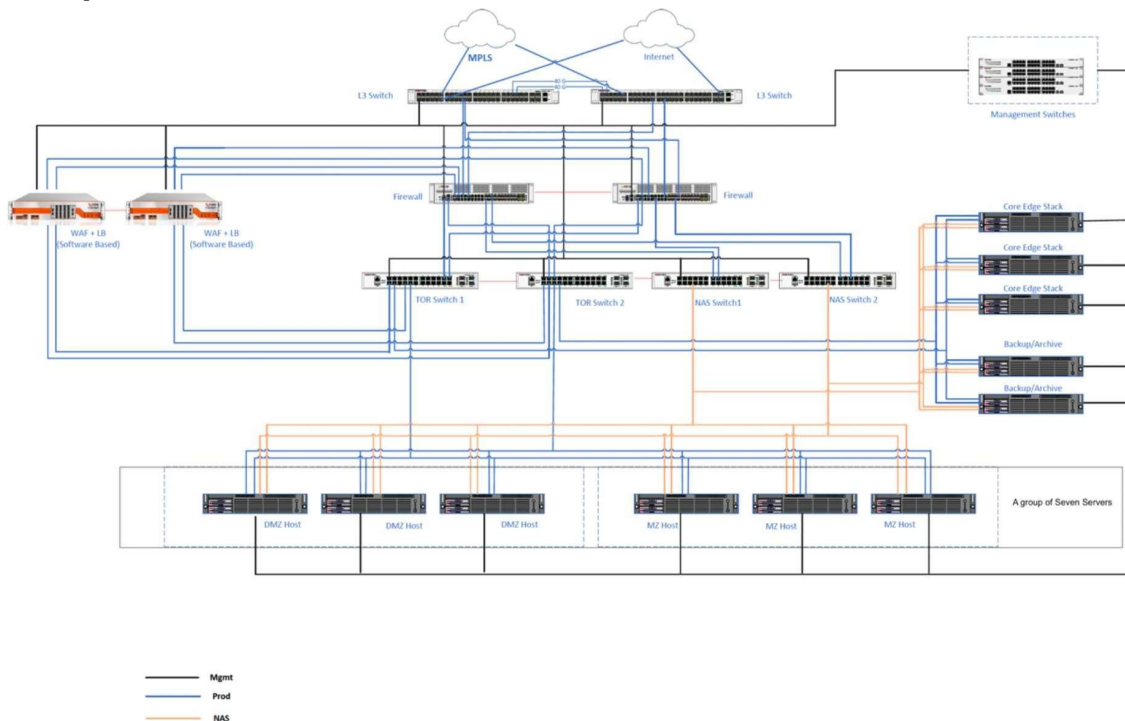 MPLS
Internet
40 G
40 G
L3 Switch
L3 Switch
Management Switches
Firewall
Firewall
WAF + LB
(Software Based)
WAF + LB
(Software Based)
Core Edge Stack
Core Edge Stack
Core Edge Stack
Backup/Archive
Backup/Archive
TOR Switch 1
TOR Switch 2
NAS Switch1
NAS Switch 2
A group of Seven Servers
DMZ Host
DMZ Host
DMZ Host
MZ Host
MZ Host
MZ Host
Mgmt
Prod
NAS